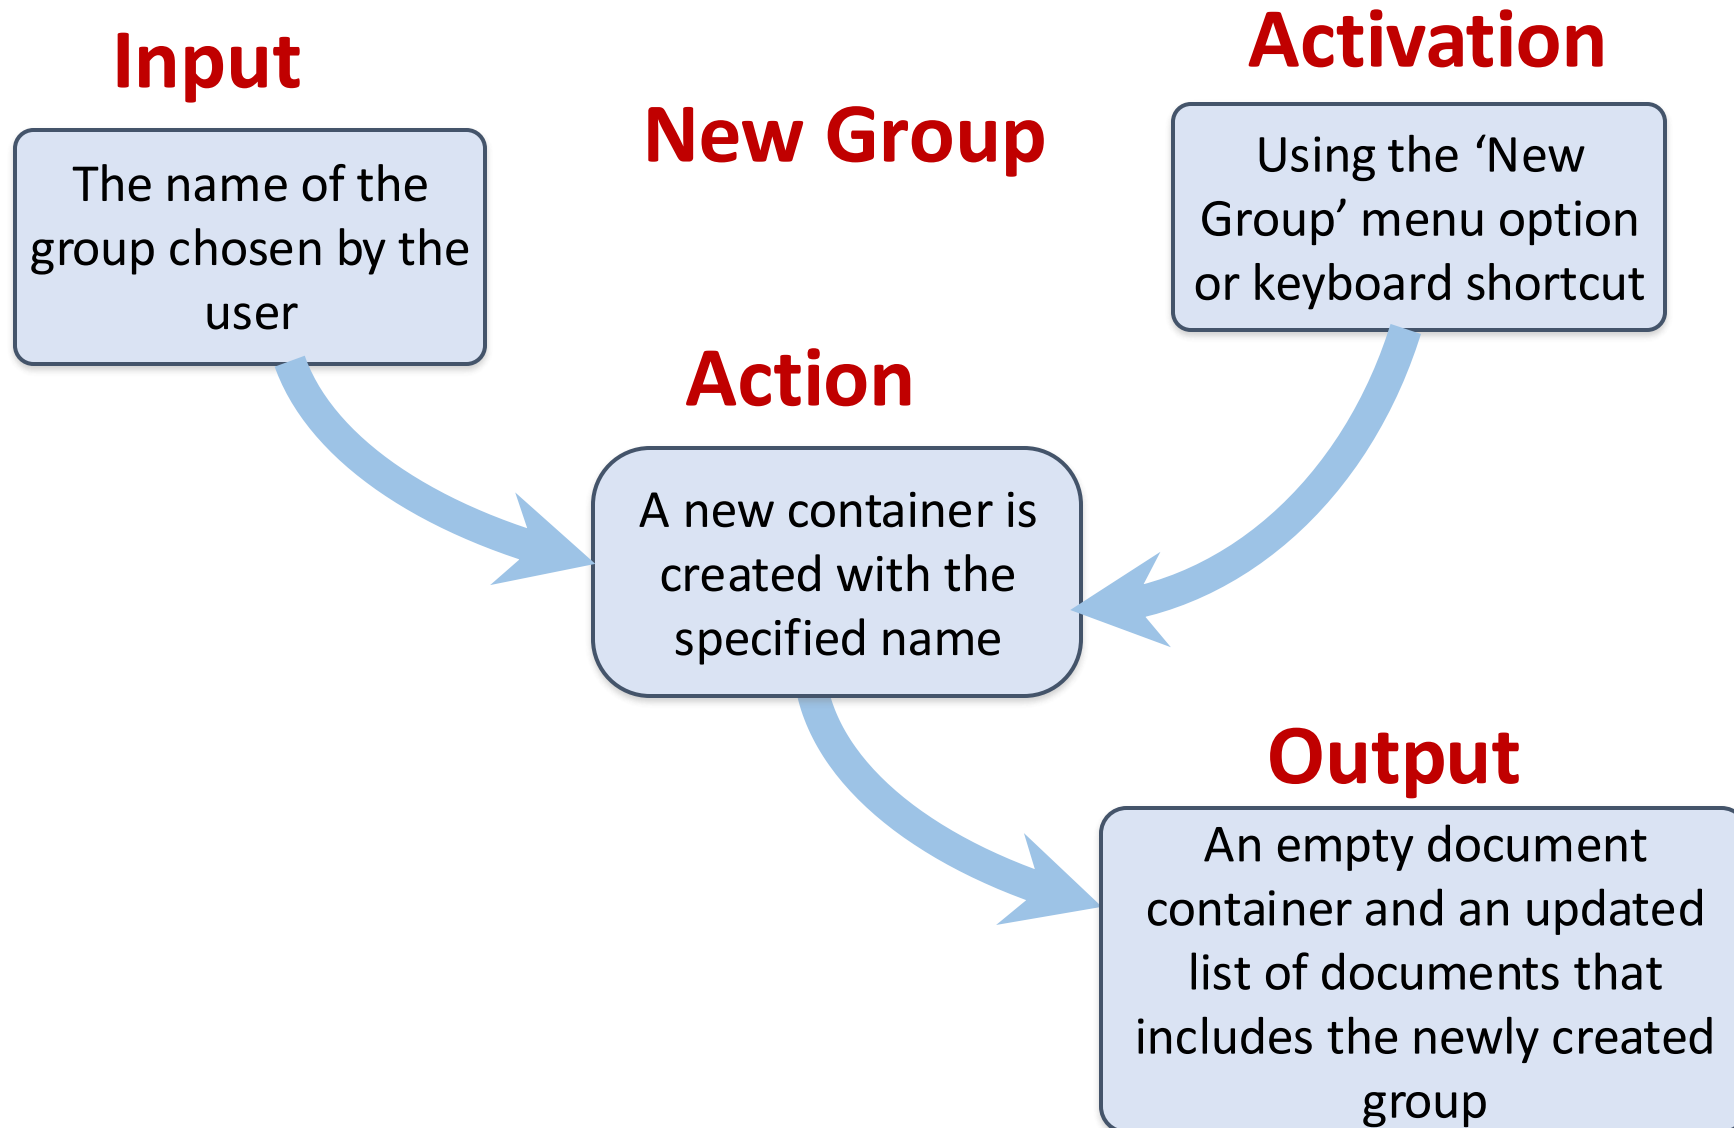 Input
The name of the
group chosen by the
user
New Group
Activation
Using the ‘New
Group’ menu option
or keyboard shortcut
Action
A new container is
created with the
specified name
Output
An empty document
container and an updated
list of documents that
includes the newly created
group